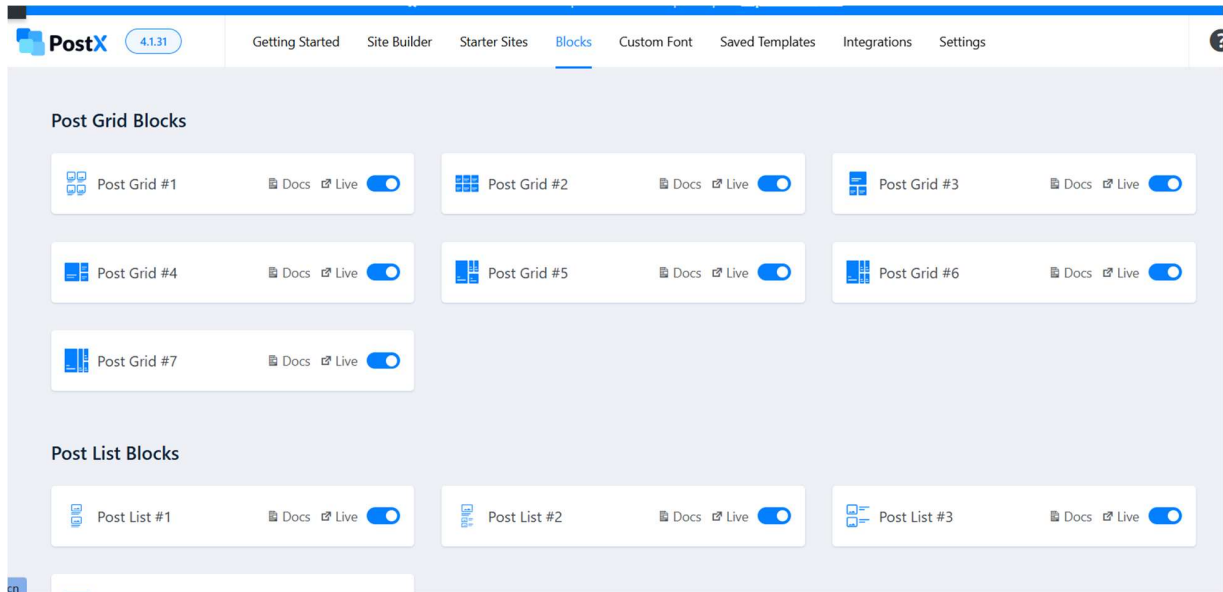 PostX 4.1.31 Getting Started Site Builder Starter Sites Blocks Custom Font Saved Templates Integrations Settings ?
Post Grid Blocks
Post Grid #1 Docs Live Post Grid #2 Docs Live Post Grid #3 Docs Live
Post Grid #4 Docs Live Post Grid #5 Docs Live Post Grid #6 Docs Live
Post Grid #7 Docs Live
Post List Blocks
Post List #1 Docs Live Post List #2 Docs Live Post List #3 Docs Live